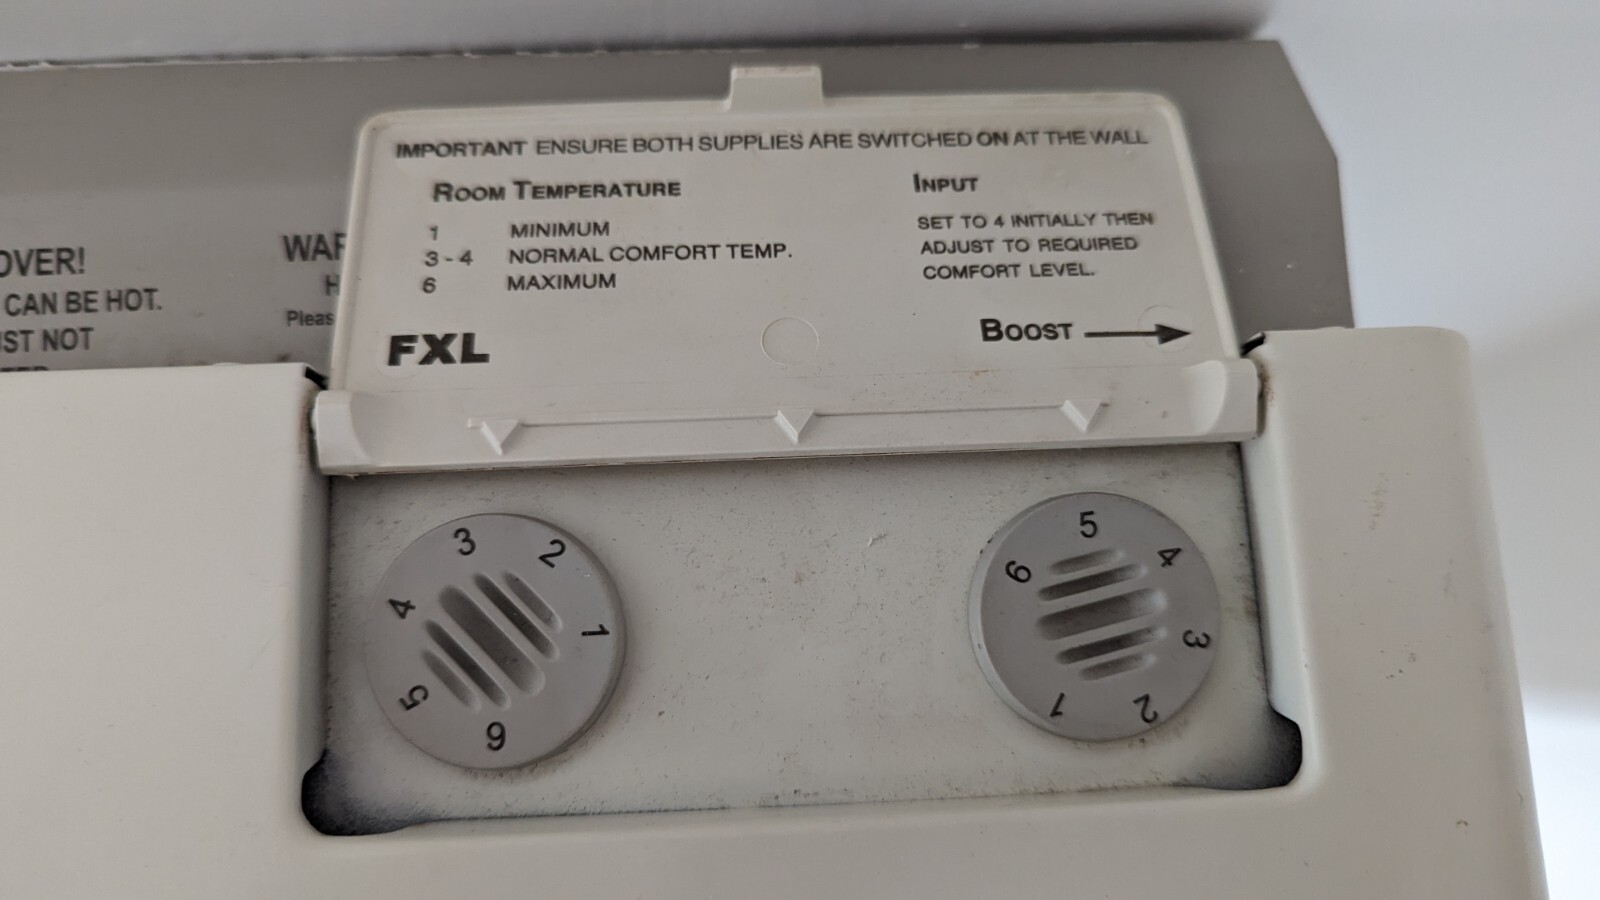 IMPORTANT ENSURE BOTH SUPPLIES ARE SWITCHED ON AT THE WALL
ROOM TEMPERATURE
1 MINIMUM
3 - 4 NORMAL COMFORT TEMP.
6 MAXIMUM
INPUT
SET TO 4 INITIALLY THEN
ADJUST TO REQUIRED
COMFORT LEVEL.
FXL
BOOST
OVER!
CAN BE HOT.
NOT
1 2 3 4 5 6
1 2 3 4 5 6